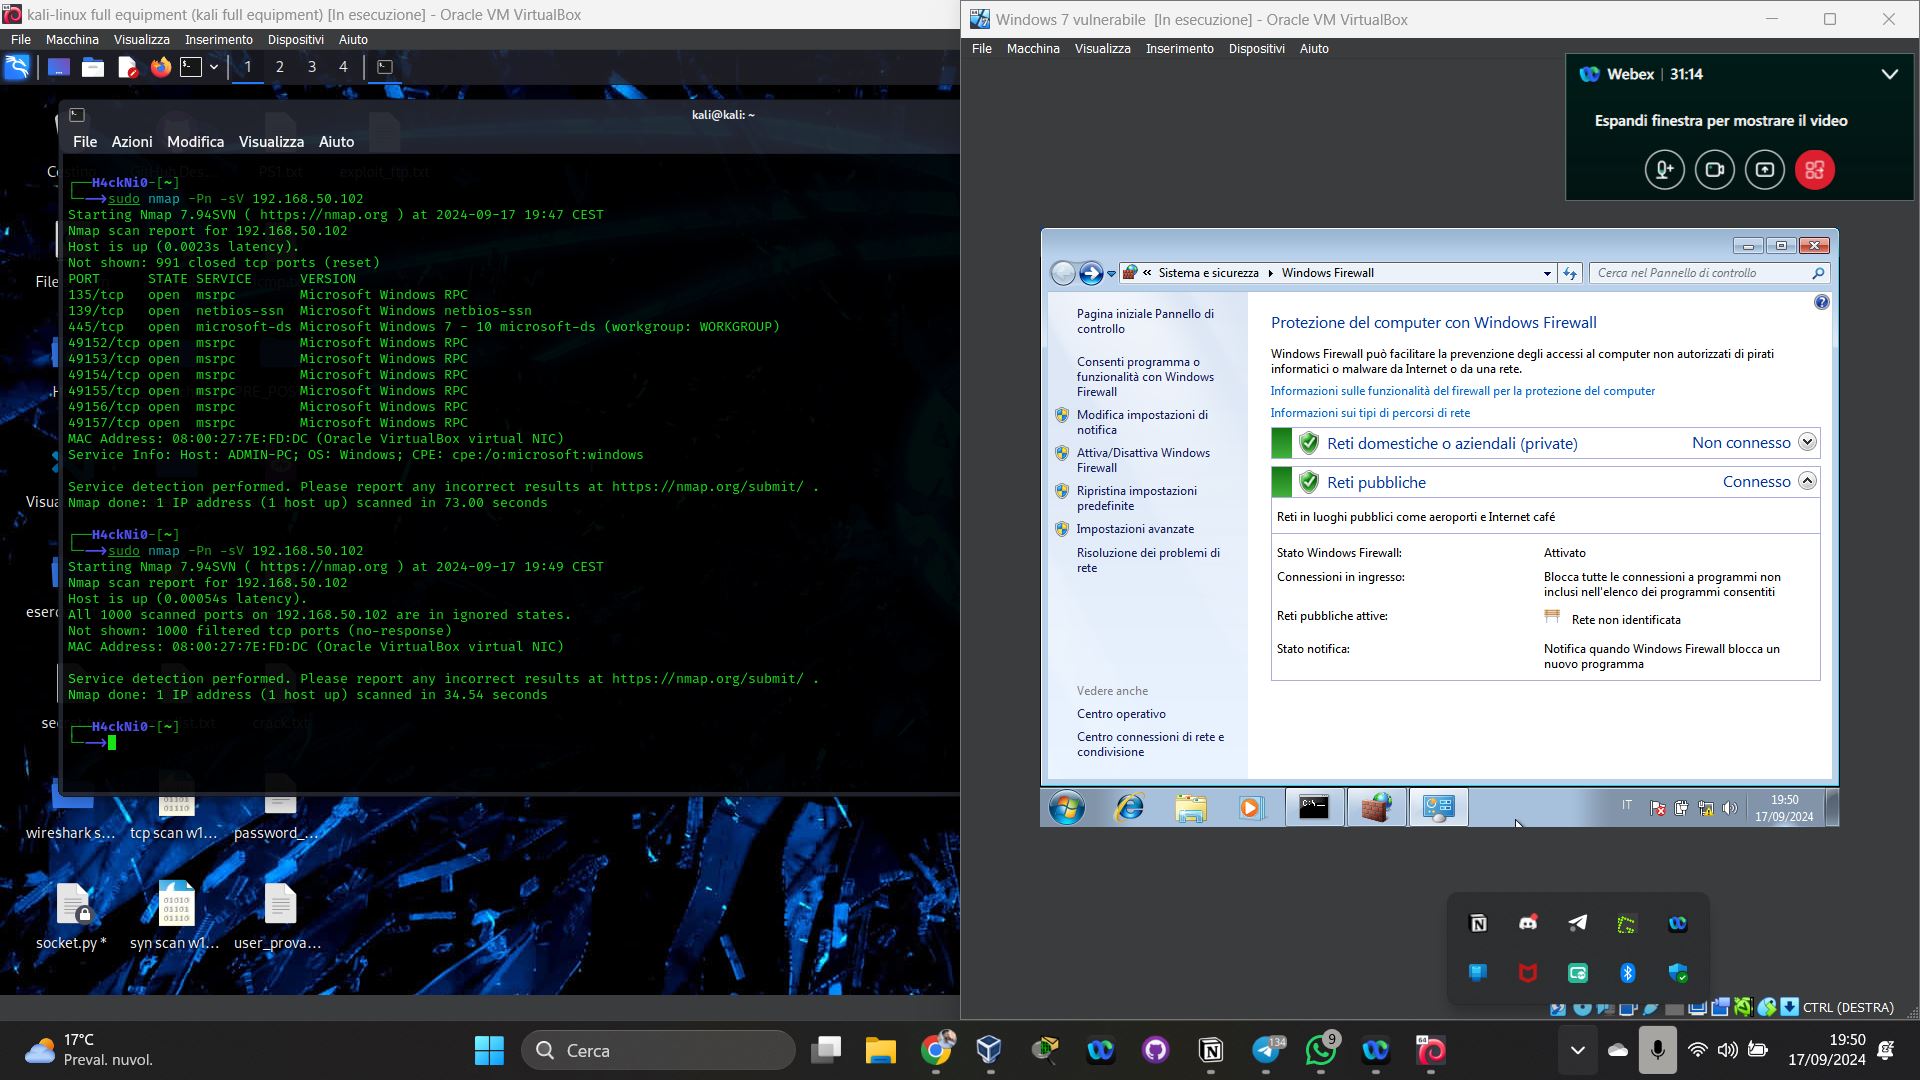 kali-linux full equipment (kali full equipment) [In esecuzione] - Oracle VM VirtualBox
File Macchina Visualizza Inserimento Dispositivi Aiuto
1 2 3 4
kali@kali: ~
File Azioni Modifica Visualizza Aiuto
PS1.txt exploit_ftp.txt
H4ckNi0-[~]
sudo nmap -Pn -sV 192.168.50.102
Starting Nmap 7.94SVN ( https://nmap.org ) at 2024-09-17 19:47 CEST
Nmap scan report for 192.168.50.102
Host is up (0.0023s latency).
Not shown: 991 closed tcp ports (reset)
PORT STATE SERVICE VERSION
135/tcp open msrpc Microsoft Windows RPC
139/tcp open netbios-ssn Microsoft Windows netbios-ssn
445/tcp open microsoft-ds Microsoft Windows 7 - 10 microsoft-ds (workgroup: WORKGROUP)
49152/tcp open msrpc Microsoft Windows RPC
49153/tcp open msrpc Microsoft Windows RPC
49154/tcp open msrpc Microsoft Windows RPC
49155/tcp open msrpc Microsoft Windows RPC
49156/tcp open msrpc Microsoft Windows RPC
49157/tcp open msrpc Microsoft Windows RPC
MAC Address: 08:00:27:7E:FD:DC (Oracle VirtualBox virtual NIC)
Service Info: Host: ADMIN-PC; OS: Windows; CPE: cpe:/o:microsoft:windows
Service detection performed. Please report any incorrect results at https://nmap.org/submit/ .
Nmap done: 1 IP address (1 host up) scanned in 73.00 seconds
H4ckNi0-[~]
sudo nmap -Pn -sV 192.168.50.102
Starting Nmap 7.94SVN ( https://nmap.org ) at 2024-09-17 19:49 CEST
Nmap scan report for 192.168.50.102
Host is up (0.00054s latency).
All 1000 scanned ports on 192.168.50.102 are in ignored states.
Not shown: 1000 filtered tcp ports (no-response)
MAC Address: 08:00:27:7E:FD:DC (Oracle VirtualBox virtual NIC)
Service detection performed. Please report any incorrect results at https://nmap.org/submit/ .
Nmap done: 1 IP address (1 host up) scanned in 34.54 seconds
crack.txt
H4ckNi0-[~]
File
Visua
eserc
wireshark s... tcp scan w1... password_...
socket.py * syn scan w1... user_prova...
Windows 7 vulnerabile [In esecuzione] - Oracle VM VirtualBox
File Macchina Visualizza Inserimento Dispositivi Aiuto
Webex | 31:14
Espandi finestra per mostrare il video
« Sistema e sicurezza Windows Firewall
Cerca nel Pannello di controllo
Pagina iniziale Pannello di
controllo
Consenti programma o
funzionalità con Windows
Firewall
Modifica impostazioni di
notifica
Attiva/Disattiva Windows
Firewall
Ripristina impostazioni
predefinite
Impostazioni avanzate
Risoluzione dei problemi di
rete
Vedere anche
Centro operativo
Centro connessioni di rete e
condivisione
Protezione del computer con Windows Firewall
Windows Firewall può facilitare la prevenzione degli accessi al computer non autorizzati di pirati
informatici o malware da Internet o da una rete.
Informazioni sulle funzionalità del firewall per la protezione del computer
Informazioni sui tipi di percorsi di rete
Reti domestiche o aziendali (private) Non connesso
Reti pubbliche Connesso
Reti in luoghi pubblici come aeroporti e Internet café
Stato Windows Firewall: Attivato
Connessioni in ingresso: Blocca tutte le connessioni a programmi non
inclusi nell'elenco dei programmi consentiti
Reti pubbliche attive: Rete non identificata
Stato notifica: Notifica quando Windows Firewall blocca un
nuovo programma
IT
19:50
17/09/2024
CTRL (DESTRA)
17°C
Preval. nuvol.
Cerca
134
9
19:50
17/09/2024